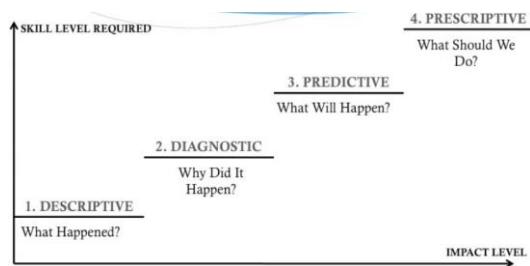 4. PRESCRIPTIVE
SKILL LEVEL REQUIRED
What Should We
Do?
3. PREDICTIVE
What Will Happen?
2. DIAGNOSTIC
Why Did It
Happen?
1. DESCRIPTIVE
What Happened?
IMPACT LEVEL